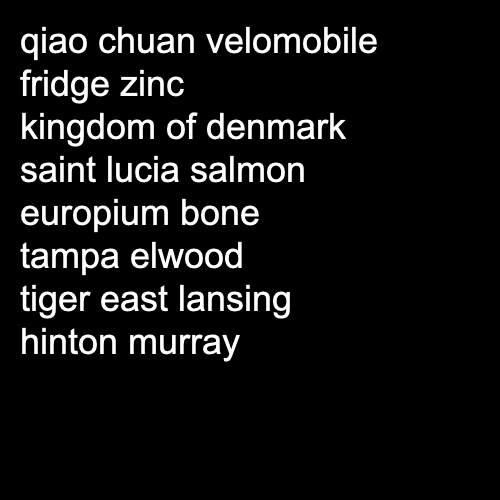 qiao chuan velomobile
fridge zinc
kingdom of denmark
saint lucia salmon
europium bone
tampa elwood
tiger east lansing
hinton murray